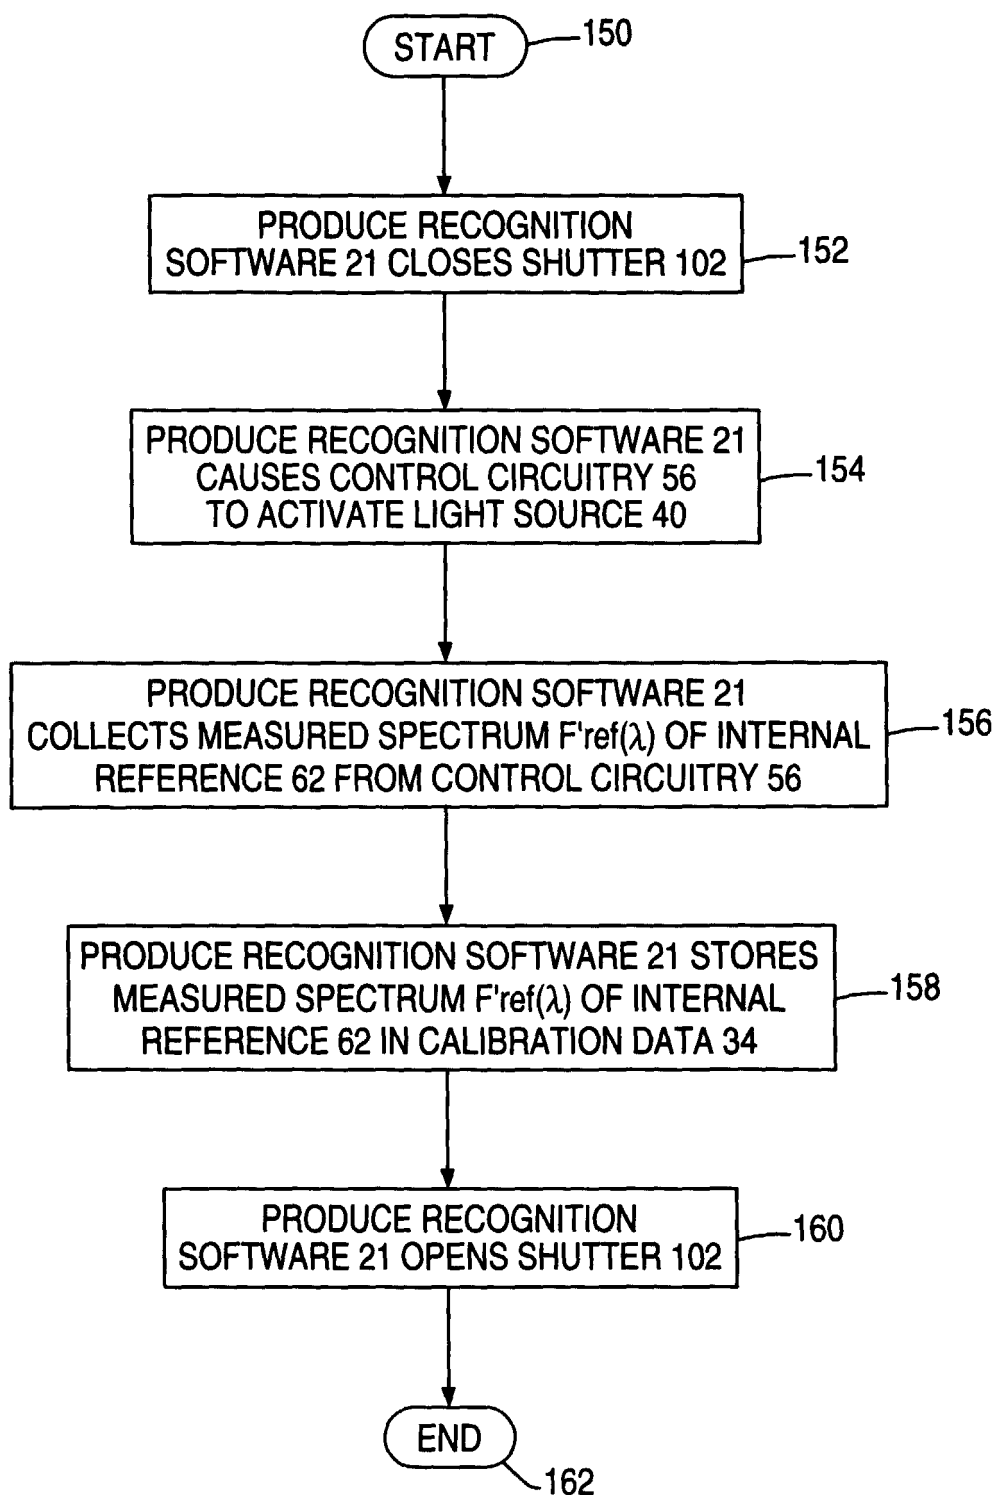 START
150
PRODUCE RECOGNITION
SOFTWARE 21 CLOSES SHUTTER 102
152
PRODUCE RECOGNITION SOFTWARE 21
CAUSES CONTROL CIRCUITRY 56
TO ACTIVATE LIGHT SOURCE 40
154
PRODUCE RECOGNITION SOFTWARE 21
COLLECTS MEASURED SPECTRUM F'ref(λ) OF INTERNAL
REFERENCE 62 FROM CONTROL CIRCUITRY 56
156
PRODUCE RECOGNITION SOFTWARE 21 STORES
MEASURED SPECTRUM F'ref(λ) OF INTERNAL
REFERENCE 62 IN CALIBRATION DATA 34
158
PRODUCE RECOGNITION
SOFTWARE 21 OPENS SHUTTER 102
160
END
162